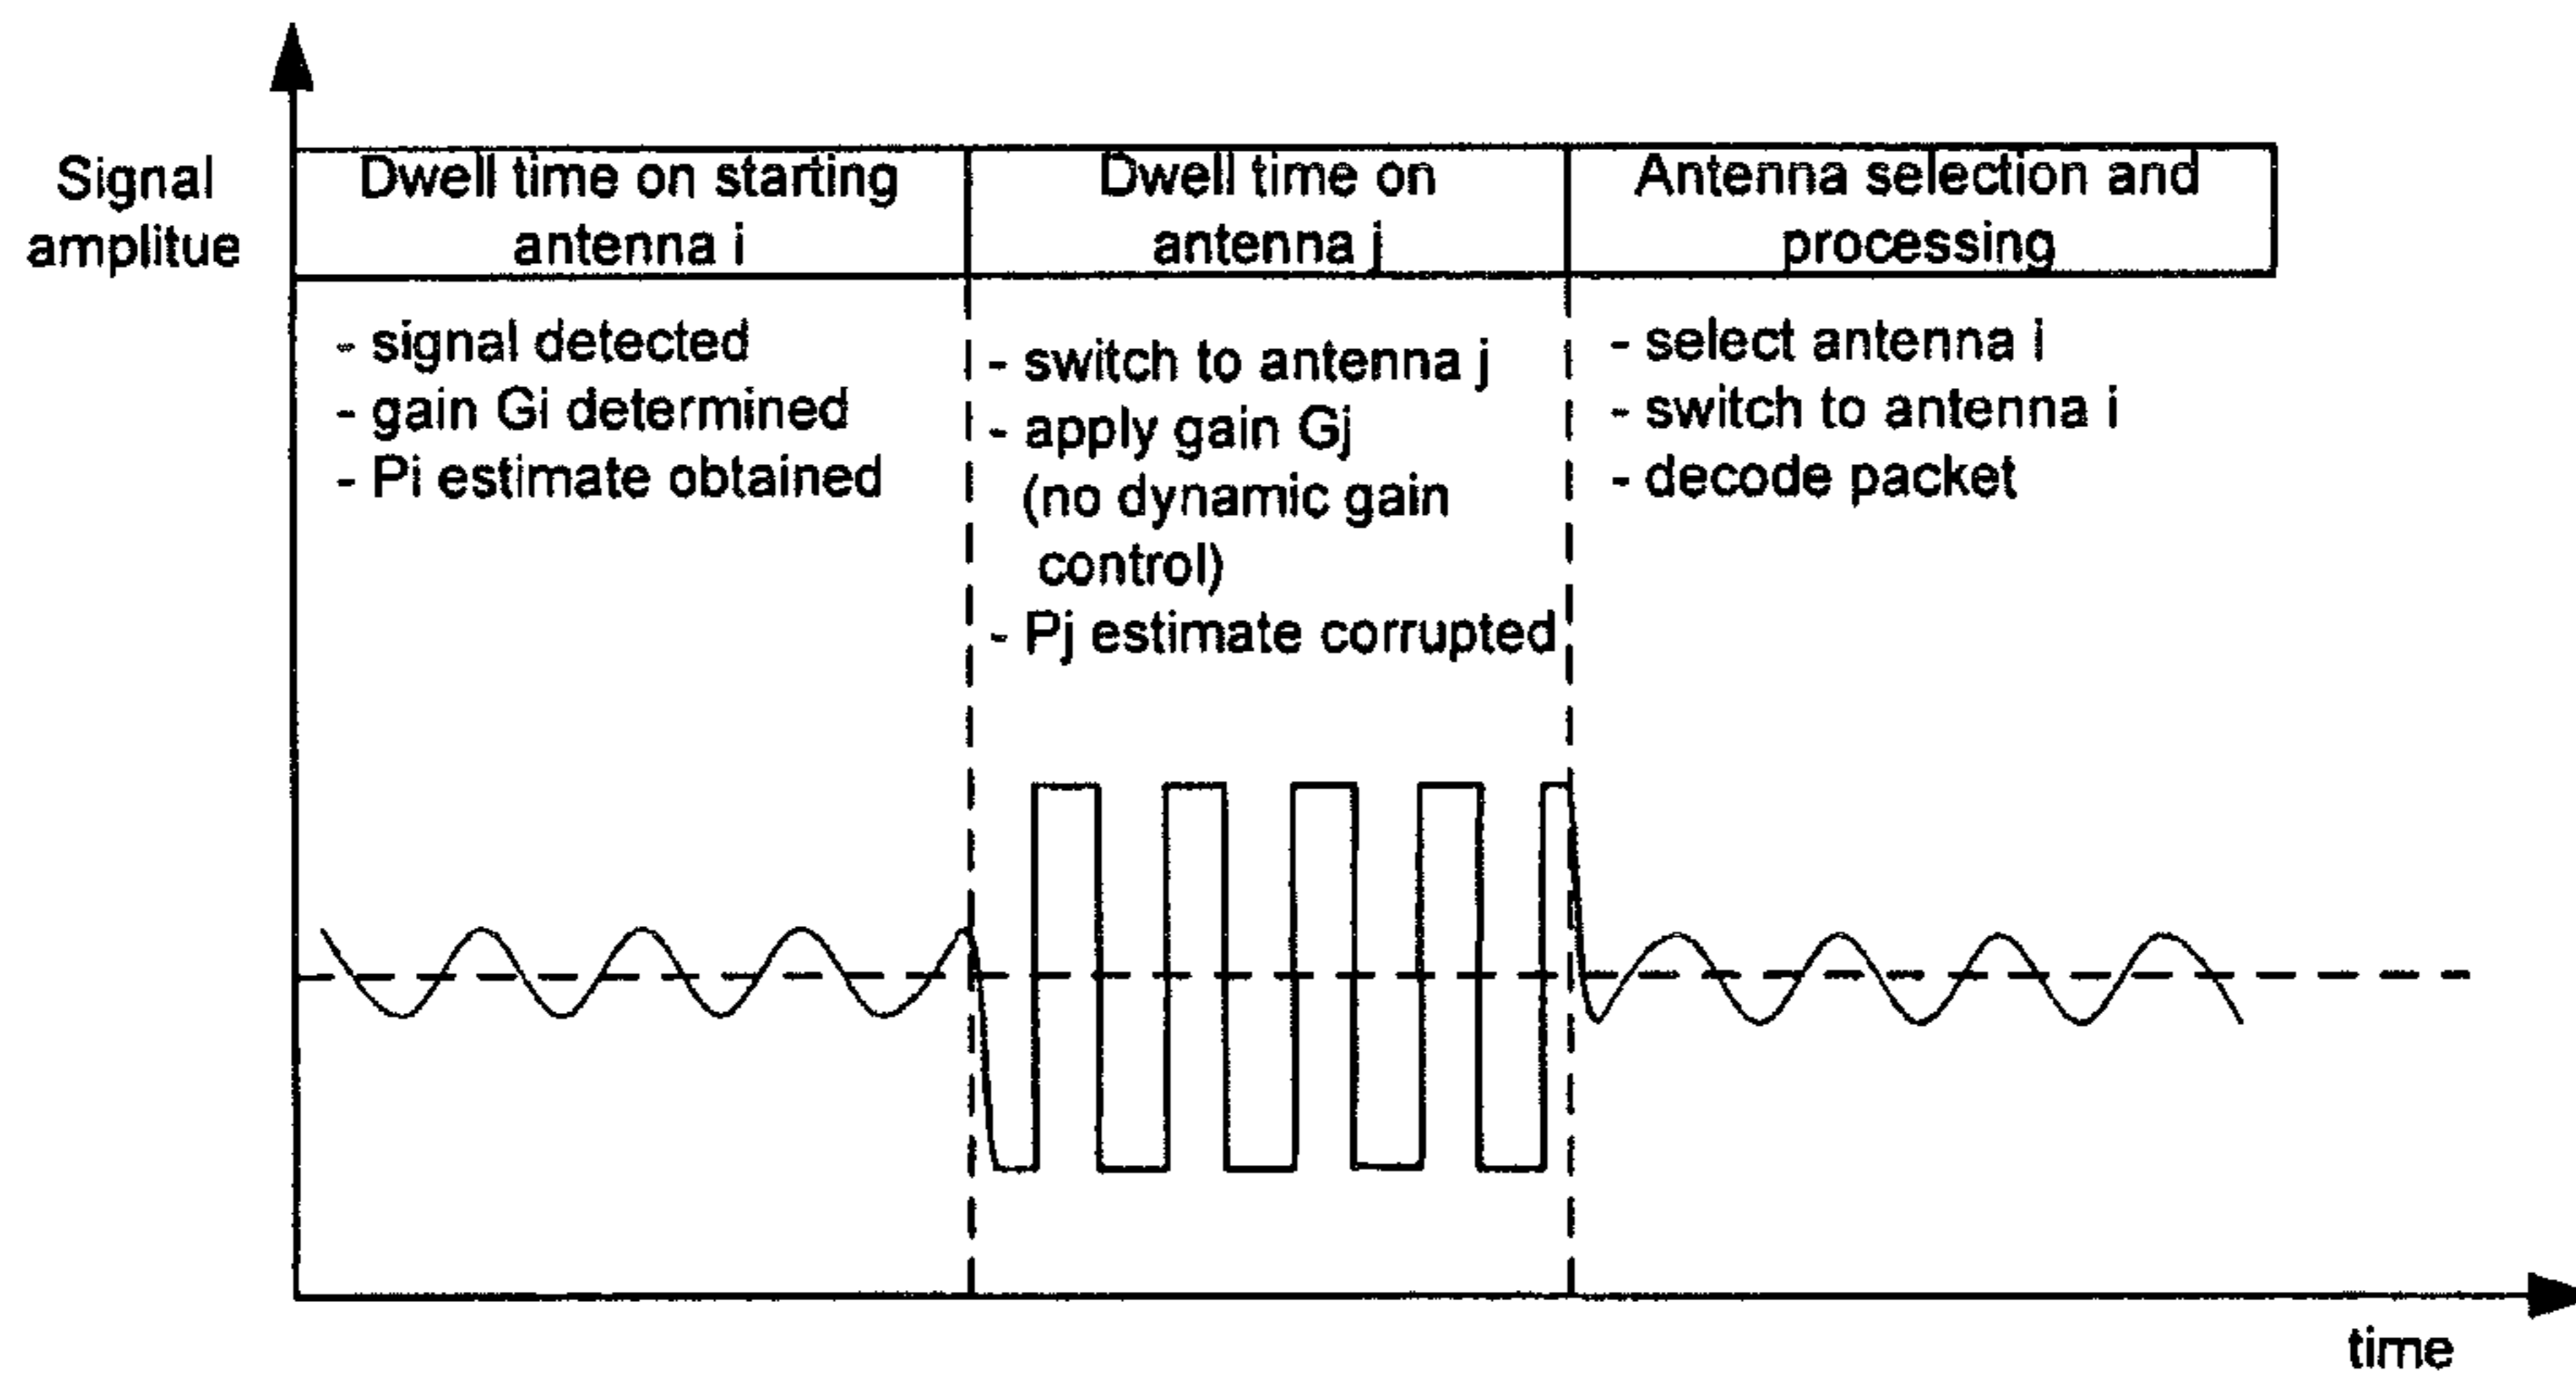 Signal
amplitue
Dwell time on starting
antenna i
Dwell time on
antenna j
Antenna selection and
processing
- signal detected
- gain Gi determined
- Pi estimate obtained
- switch to antenna j
- apply gain Gj
(no dynamic gain
control)
- Pj estimate corrupted
- select antenna i
- switch to antenna i
- decode packet
time